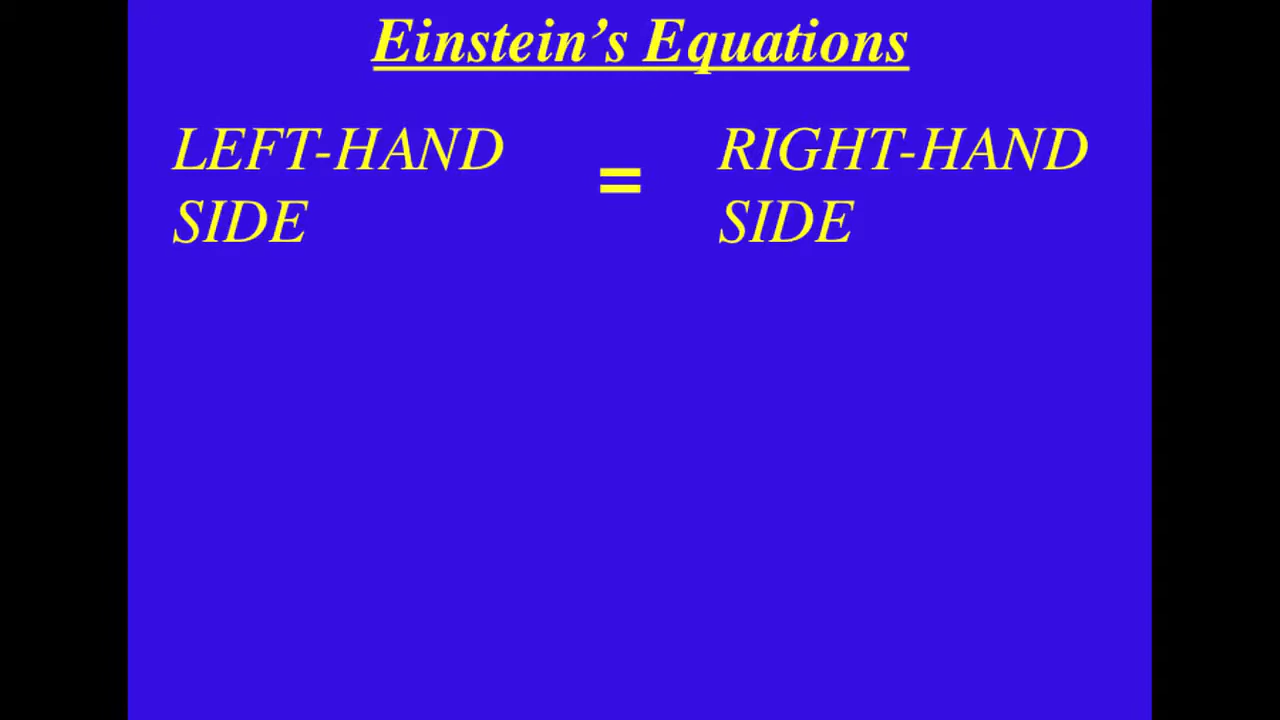 Einstein’s Equations
LEFT-HAND
SIDE
=
RIGHT-HAND
SIDE